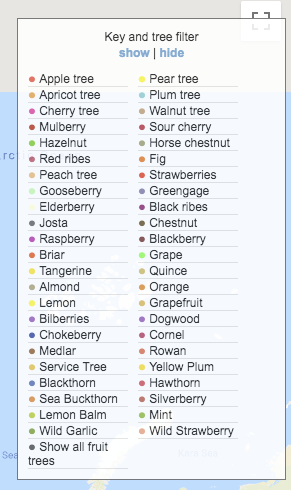 Key and tree filter
show | hide
Apple tree
Pear tree
Apricot tree
Plum tree
Cherry tree
Walnut tree
Mulberry
Sour cherry
Hazelnut
Horse chestnut
Red ribes
Fig
Peach tree
Strawberries
Gooseberry
Greengage
Elderberry
Black ribes
Josta
Chestnut
Raspberry
Blackberry
Briar
Grape
Tangerine
Quince
Almond
Orange
Lemon
Grapefruit
Bilberries
Dogwood
Chokeberry
Cornel
Medlar
Rowan
Service Tree
Yellow Plum
Blackthorn
Hawthorn
Sea Buckthorn
Silverberry
Lemon Balm
Mint
Wild Garlic
Wild Strawberry
Show all fruit
trees
Sea
Kara Sea